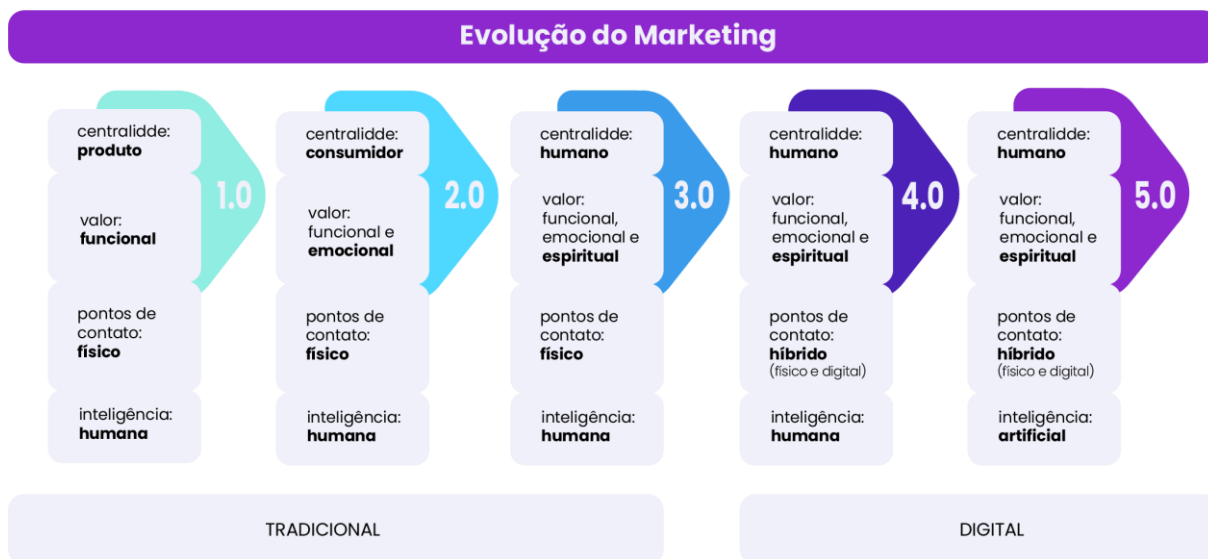 Evolução do Marketing
centralidde:
produto
valor:
funcional
pontos de
contato:
físico
inteligência:
humana
1.0
centralidde:
consumidor
valor:
funcional e
emocional
pontos de
contato:
físico
inteligência:
humana
2.0
centralidde:
humano
valor:
funcional,
emocional e
espiritual
pontos de
contato:
físico
inteligência:
humana
3.0
centralidde:
humano
valor:
funcional,
emocional e
espiritual
pontos de
contato:
híbrido
(físico e digital)
inteligência:
humana
4.0
centralidde:
humano
valor:
funcional,
emocional e
espiritual
pontos de
contato:
híbrido
(físico e digital)
inteligência:
artificial
5.0
TRADICIONAL
DIGITAL